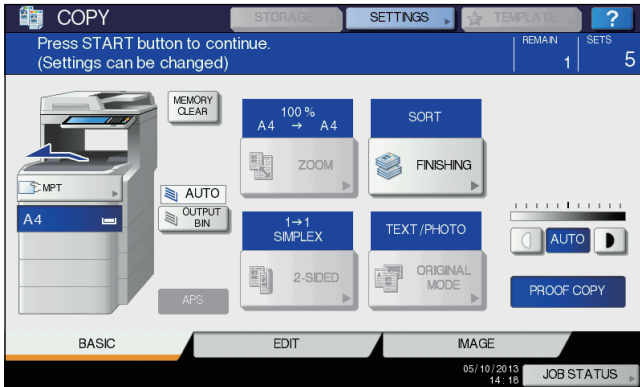 COPY
STORAGE
SETTINGS
TEMPLATE
?
Press START button to continue.
(Settings can be changed)
REMAIN
1
SETS
5
MEMORY
CLEAR
100 %
A4 → A4
ZOOM
SORT
FINISHING
MPT
A4
AUTO
OUTPUT
BIN
APS
1→1
SIMPLEX
2-SIDED
TEXT/PHOTO
ORIGINAL
MODE
AUTO
PROOF COPY
BASIC
EDIT
IMAGE
05/10/2013
14:18
JOB STATUS